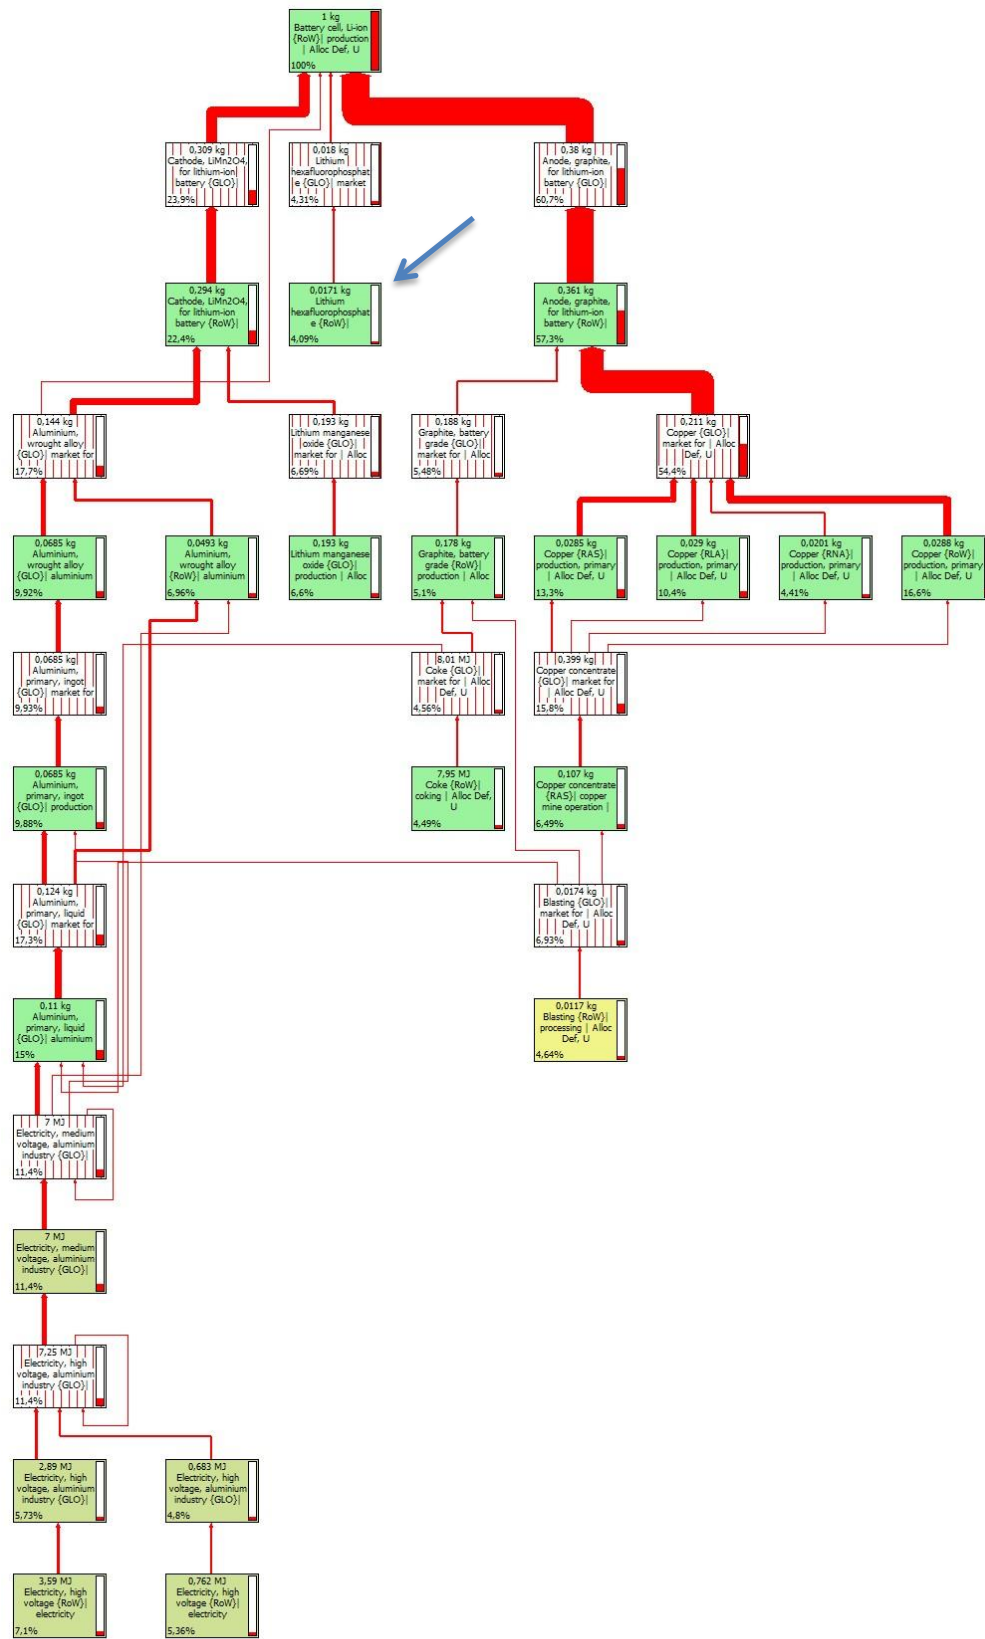 1 kg
Battery cell, Li-ion
{RoW}| production
| Alloc Def, U
100%
0,309 kg
Cathode, LiMn2O4,
for lithium-ion
battery {GLO}|
23,9%
0,018 kg
Lithium
hexafluorophosphat
e {GLO}| market
4,31%
0,38 kg
Anode, graphite,
for lithium-ion
battery {GLO}|
60,7%
0,294 kg
Cathode, LiMn2O4,
for lithium-ion
battery {RoW}|
22,4%
0,0171 kg
Lithium
hexafluorophosphat
e {RoW}|
4,09%
0,361 kg
Anode, graphite,
for lithium-ion
battery {RoW}|
57,3%
0,144 kg
Aluminium,
wrought alloy
{GLO}| market for
17,7%
0,193 kg
Lithium manganese
oxide {GLO}|
market for | Alloc
6,69%
0,188 kg
Graphite, battery
grade {GLO}|
market for | Alloc
5,48%
0,211 kg
Copper {GLO}|
market for | Alloc
Def, U
54,4%
0,0685 kg
Aluminium,
wrought alloy
{GLO}| aluminium
9,92%
0,0493 kg
Aluminium,
wrought alloy
{RoW}| aluminium
6,96%
0,193 kg
Lithium manganese
oxide {GLO}|
production | Alloc
6,6%
0,178 kg
Graphite, battery
grade {RoW}|
production | Alloc
5,1%
0,0285 kg
Copper {RAS}|
production, primary
| Alloc Def, U
13,3%
0,029 kg
Copper {RLA}|
production, primary
| Alloc Def, U
10,4%
0,0201 kg
Copper {RNA}|
production, primary
| Alloc Def, U
4,41%
0,0288 kg
Copper {RoW}|
production, primary
| Alloc Def, U
16,6%
0,0685 kg
Aluminium,
primary, ingot
{GLO}| market for
9,93%
8,01 MJ
Coke {GLO}|
market for | Alloc
Def, U
4,56%
0,399 kg
Copper concentrate
{GLO}| market for
| Alloc Def, U
15,8%
0,0685 kg
Aluminium,
primary, ingot
{GLO}| production
9,88%
7,95 MJ
Coke {RoW}|
coking | Alloc Def,
U
4,49%
0,107 kg
Copper concentrate
{RAS}| copper
mine operation |
6,49%
0,124 kg
Aluminium,
primary, liquid
{GLO}| market for
17,3%
0,0174 kg
Blasting {GLO}|
market for | Alloc
Def, U
6,93%
0,11 kg
Aluminium,
primary, liquid
{GLO}| aluminium
15%
0,0117 kg
Blasting {RoW}|
processing | Alloc
Def, U
4,64%
7 MJ
Electricity, medium
voltage, aluminium
industry {GLO}|
11,4%
7 MJ
Electricity, medium
voltage, aluminium
industry {GLO}|
11,4%
7,25 MJ
Electricity, high
voltage, aluminium
industry {GLO}|
11,4%
2,89 MJ
Electricity, high
voltage, aluminium
industry {GLO}|
5,73%
0,683 MJ
Electricity, high
voltage, aluminium
industry {GLO}|
4,8%
3,59 MJ
Electricity, high
voltage {RoW}|
electricity
7,1%
0,762 MJ
Electricity, high
voltage {RoW}|
electricity
5,36%